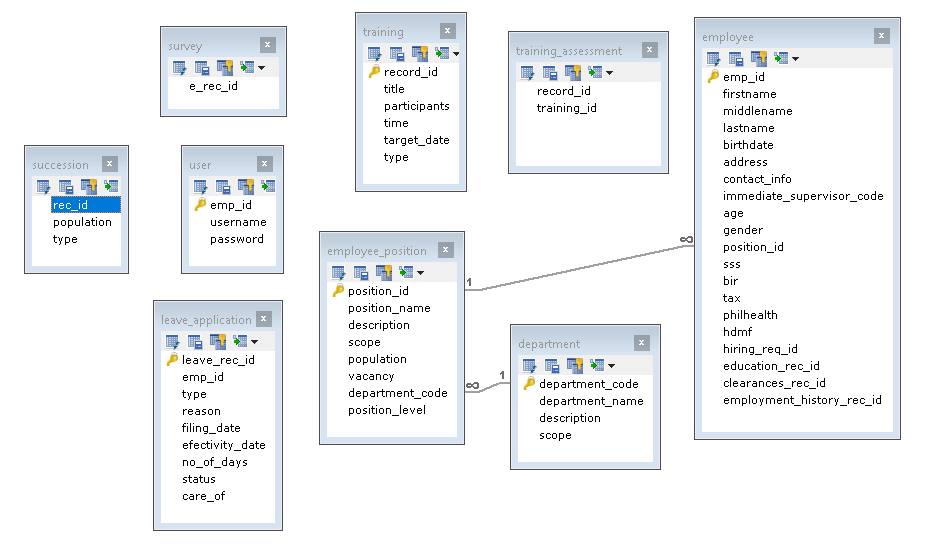 survey
e_rec_id
training
record_id
title
participants
time
target_date
type
training_assessment
record_id
training_id
employee
emp_id
firstname
middlename
lastname
birthdate
address
contact_info
immediate_supervisor_code
age
gender
position_id
sss
bir
tax
philhealth
hdmf
hiring_req_id
education_rec_id
clearances_rec_id
employment_history_rec_id
succession
rec_id
population
type
user
emp_id
username
password
employee_position
position_id
position_name
description
scope
population
vacancy
department_code
position_level
1
∞
∞
1
leave_application
leave_rec_id
emp_id
type
reason
filing_date
efectivity_date
no_of_days
status
care_of
department
department_code
department_name
description
scope